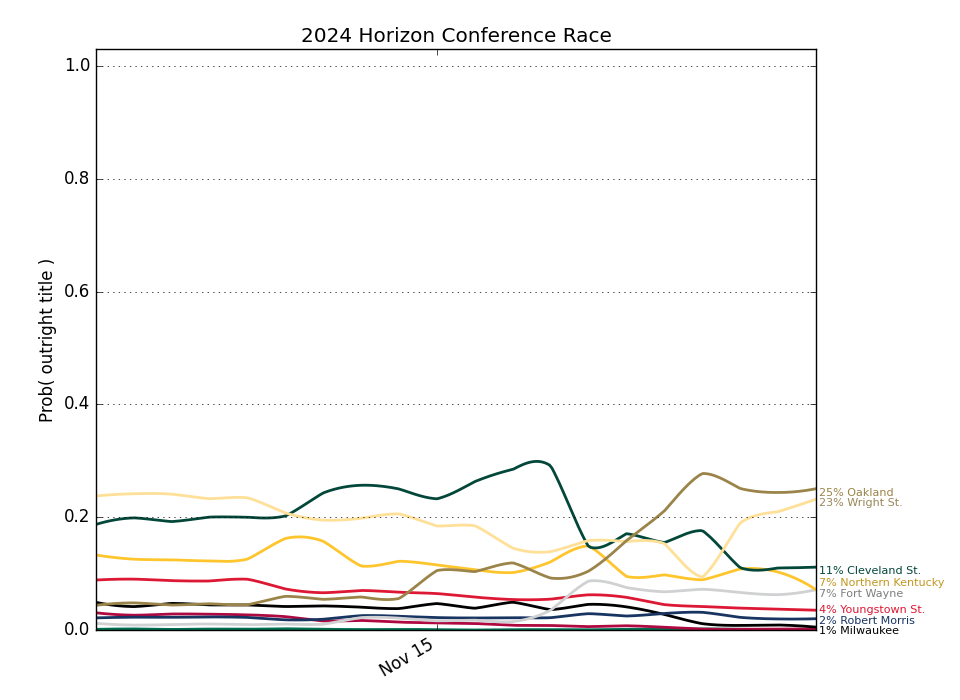 2024 Horizon Conference Race
Prob( outright title )
1.0
0.8
0.6
0.4
0.2
0.0
Nov 15
25% Oakland
23% Wright St.
11% Cleveland St.
7% Northern Kentucky
7% Fort Wayne
4% Youngstown St.
2% Robert Morris
1% Milwaukee